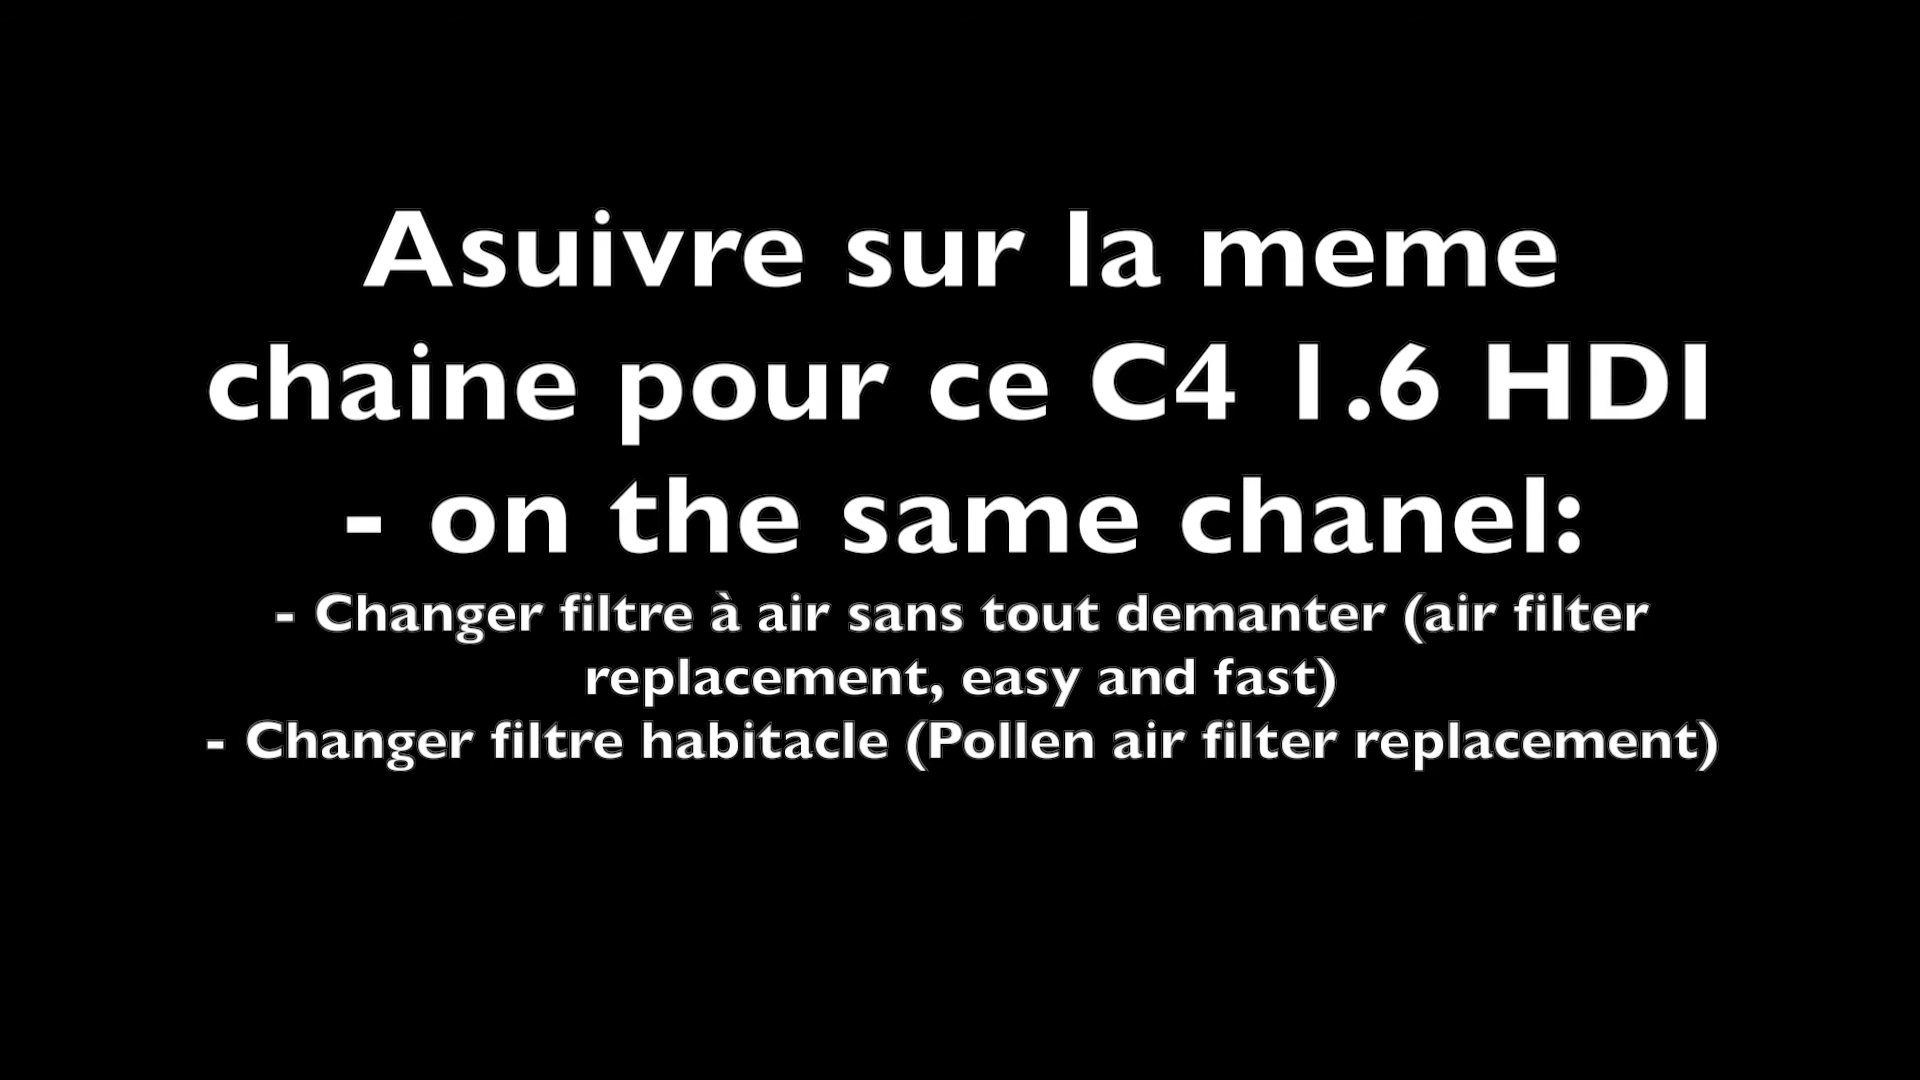 Asuivre sur la meme
chaine pour ce C4 1.6 HDI
- on the same chanel:
- Changer filtre à air sans tout demanter (air filter
replacement, easy and fast)
- Changer filtre habitacle (Pollen air filter replacement)